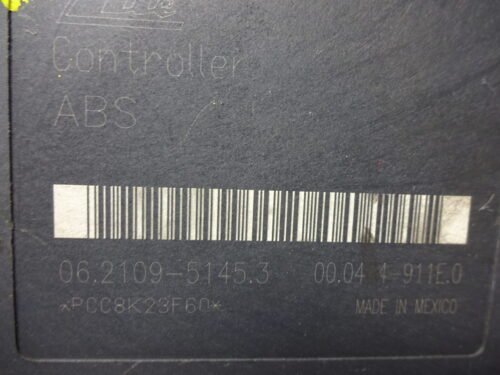 Controller
ABS
06.2109-5145.3 00.04 4-911E.0
*PCC8K23F60* MADE IN MEXICO